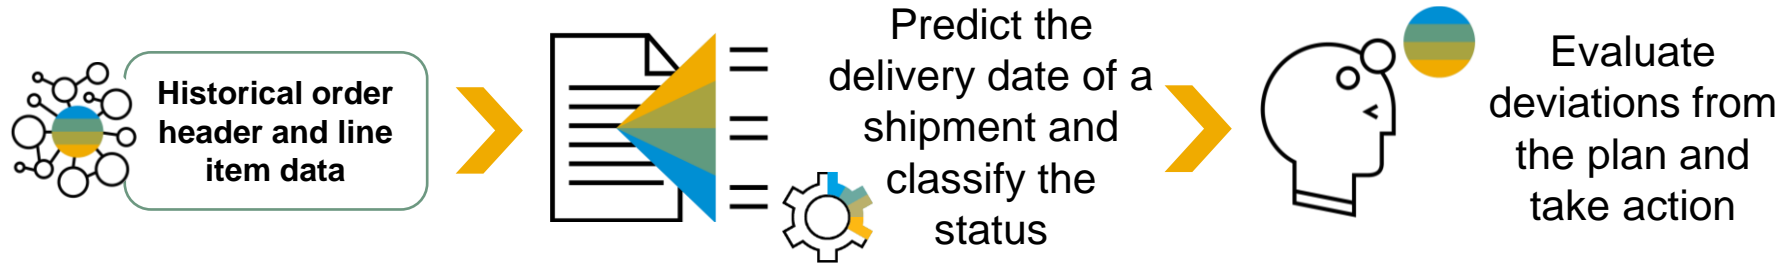 Historical order
header and line
item data
Predict the
delivery date of a
shipment and
classify the
status
Evaluate
deviations from
the plan and
take action